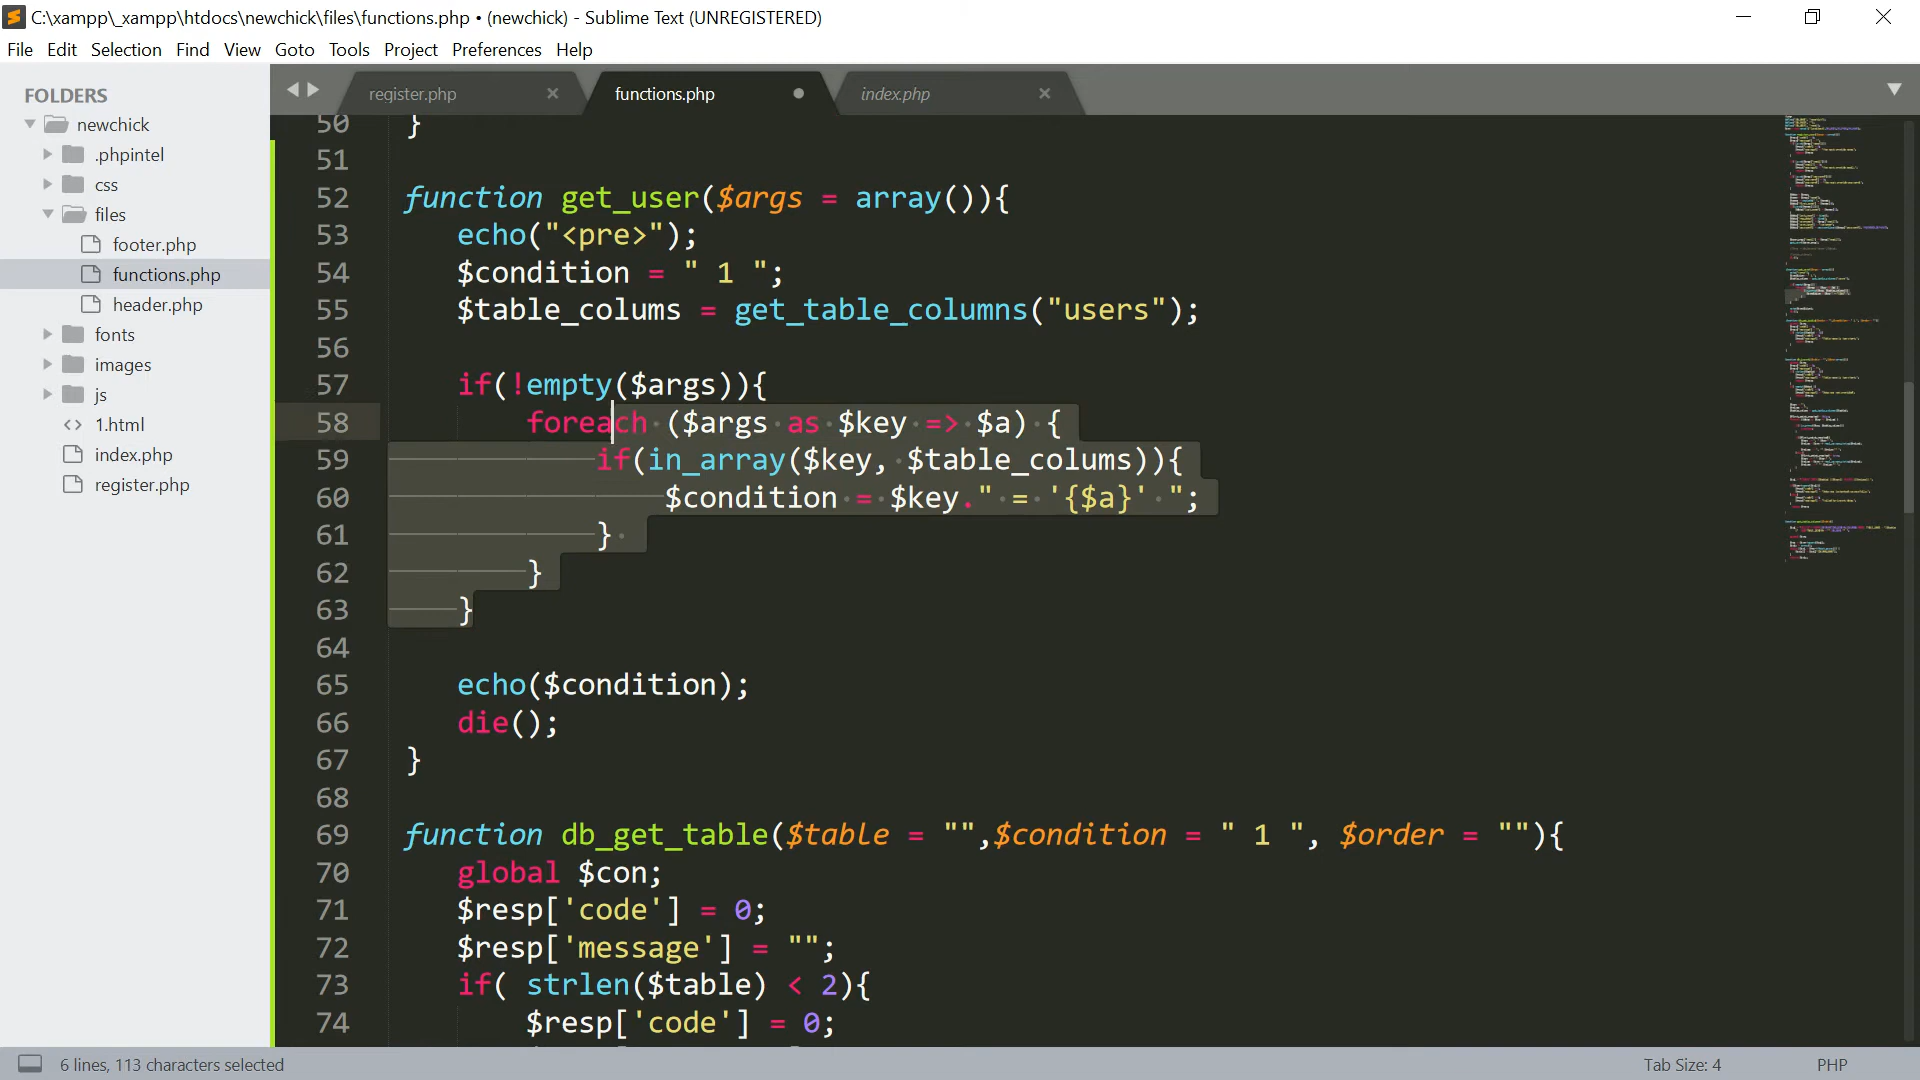 C:\xampp\_xampp\htdocs\newchick\files\functions.php • (newchick) - Sublime Text (UNREGISTERED)
File Edit Selection Find View Goto Tools Project Preferences Help
FOLDERS
newchick
.phpintel
css
files
footer.php
functions.php
header.php
fonts
images
js
1.html
index.php
register.php
register.php functions.php index.php
50 }
51
52 function get_user($args = array()){
53 echo("<pre>");
54 $condition = " 1 ";
55 $table_colums = get_table_columns("users");
56
57 if(!empty($args)){
58 foreach ($args as $key => $a) {
59 if(in_array($key, $table_colums)){
60 $condition = $key." = '{$a}' ";
61 }
62 }
63 }
64
65 echo($condition);
66 die();
67 }
68
69 function db_get_table($table = "",$condition = " 1 ", $order = ""){
70 global $con;
71 $resp['code'] = 0;
72 $resp['message'] = "";
73 if( strlen($table) < 2){
74 $resp['code'] = 0;
6 lines, 113 characters selected
Tab Size: 4
PHP